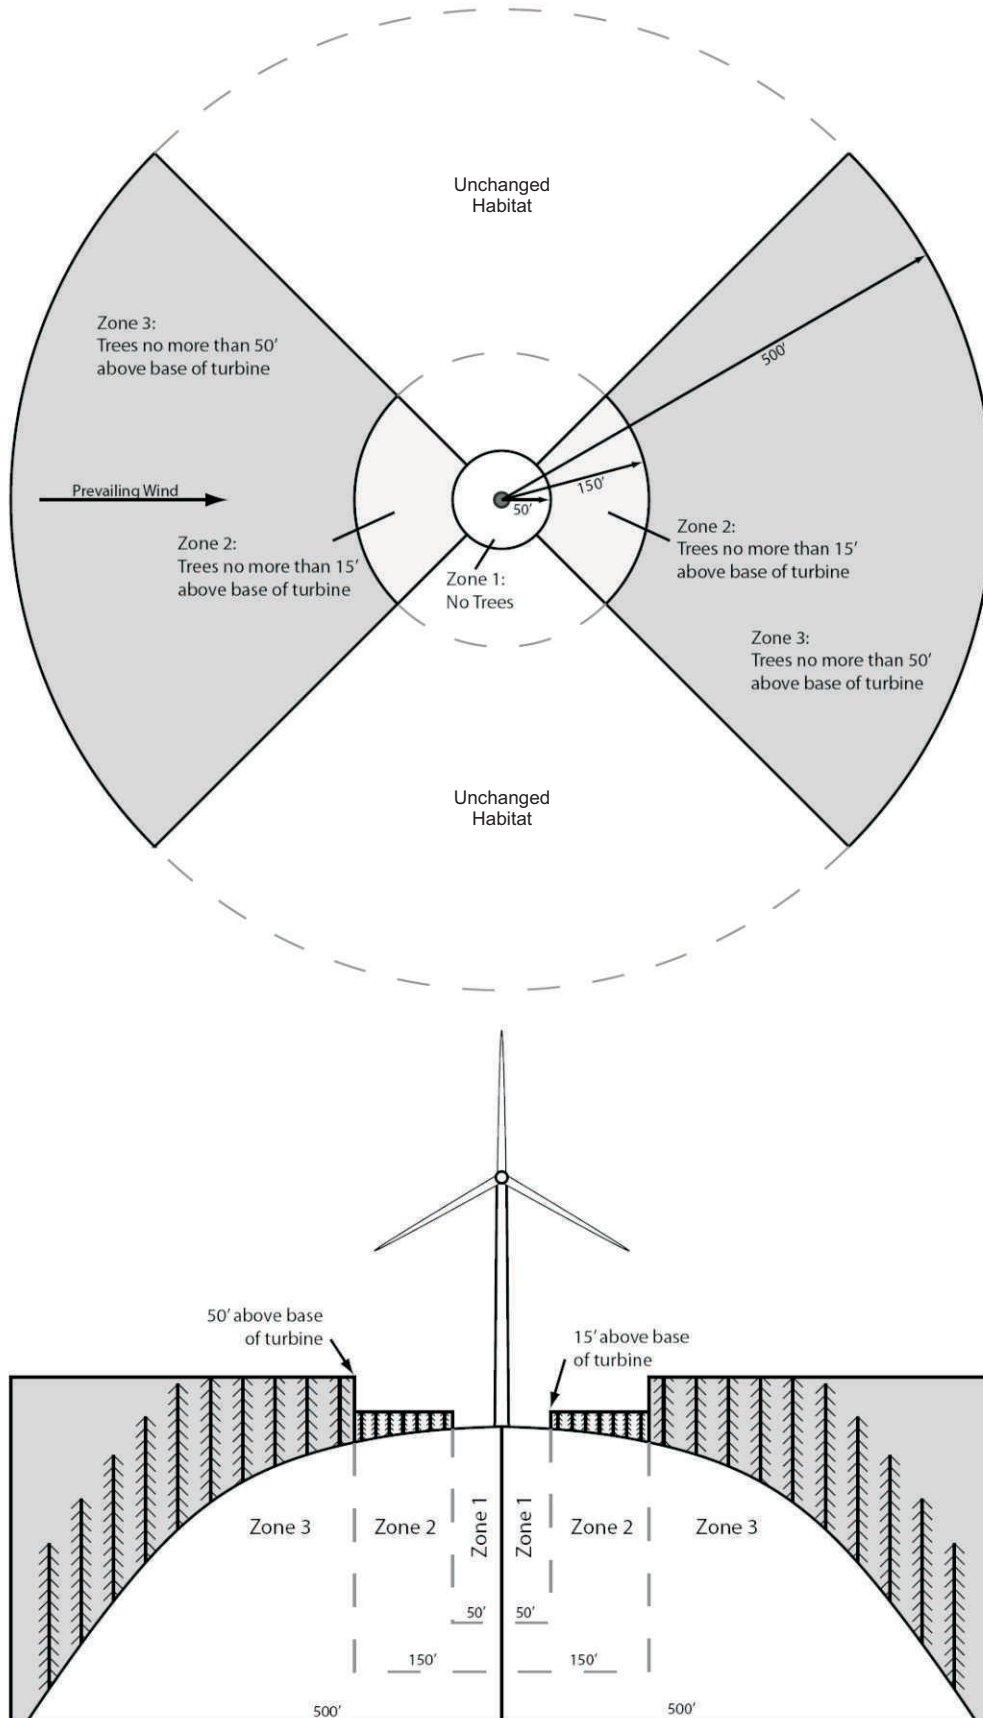 Unchanged
Habitat
Zone 3:
Trees no more than 50'
above base of turbine
500'
Prevailing Wind
150'
50'
Zone 2:
Trees no more than 15'
above base of turbine
Zone 2:
Trees no more than 15'
above base of turbine
Zone 1:
No Trees
Zone 3:
Trees no more than 50'
above base of turbine
Unchanged
Habitat
50' above base
of turbine
15' above base
of turbine
Zone 3
Zone 2
Zone 1
Zone 1
Zone 2
Zone 3
50'
50'
150'
150'
500'
500'